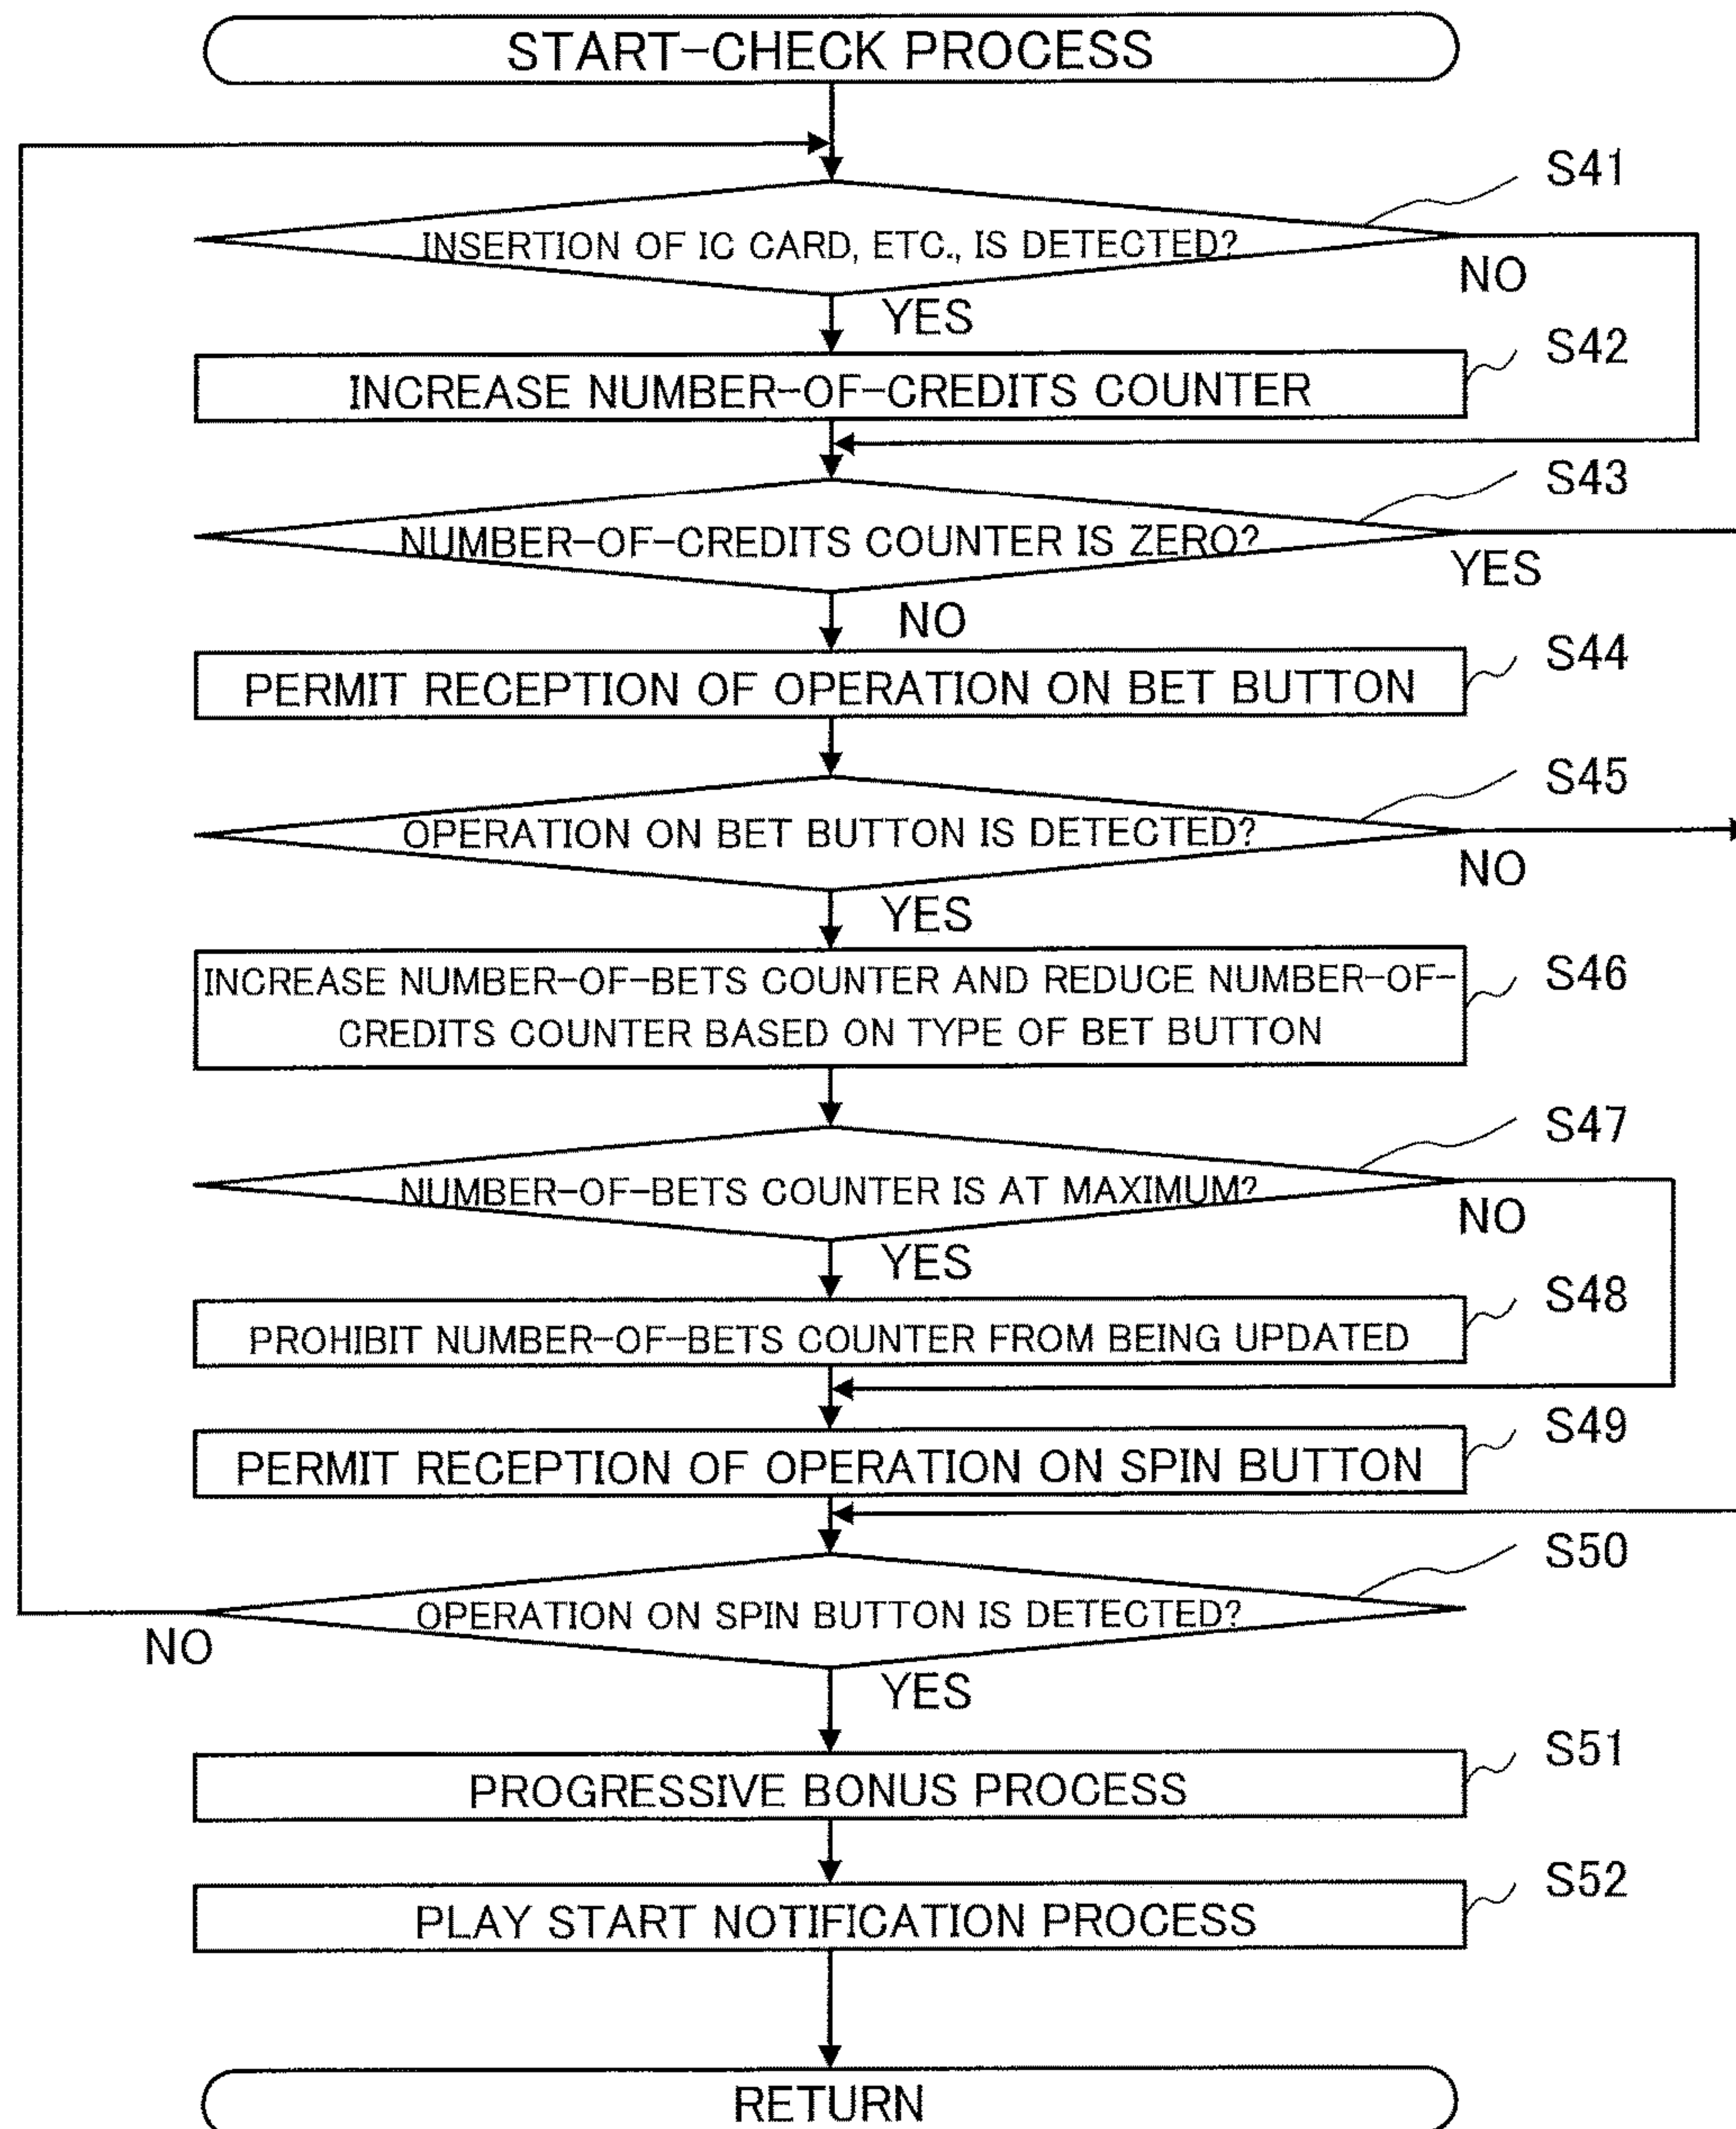 START-CHECK PROCESS
S41
INSERTION OF IC CARD, ETC., IS DETECTED?
NO
YES
S42
INCREASE NUMBER-OF-CREDITS COUNTER
S43
NUMBER-OF-CREDITS COUNTER IS ZERO?
YES
NO
S44
PERMIT RECEPTION OF OPERATION ON BET BUTTON
S45
OPERATION ON BET BUTTON IS DETECTED?
NO
YES
S46
INCREASE NUMBER-OF-BETS COUNTER AND REDUCE NUMBER-OF-
CREDITS COUNTER BASED ON TYPE OF BET BUTTON
S47
NUMBER-OF-BETS COUNTER IS AT MAXIMUM?
NO
YES
S48
PROHIBIT NUMBER-OF-BETS COUNTER FROM BEING UPDATED
S49
PERMIT RECEPTION OF OPERATION ON SPIN BUTTON
S50
OPERATION ON SPIN BUTTON IS DETECTED?
NO
YES
S51
PROGRESSIVE BONUS PROCESS
S52
PLAY START NOTIFICATION PROCESS
RETURN